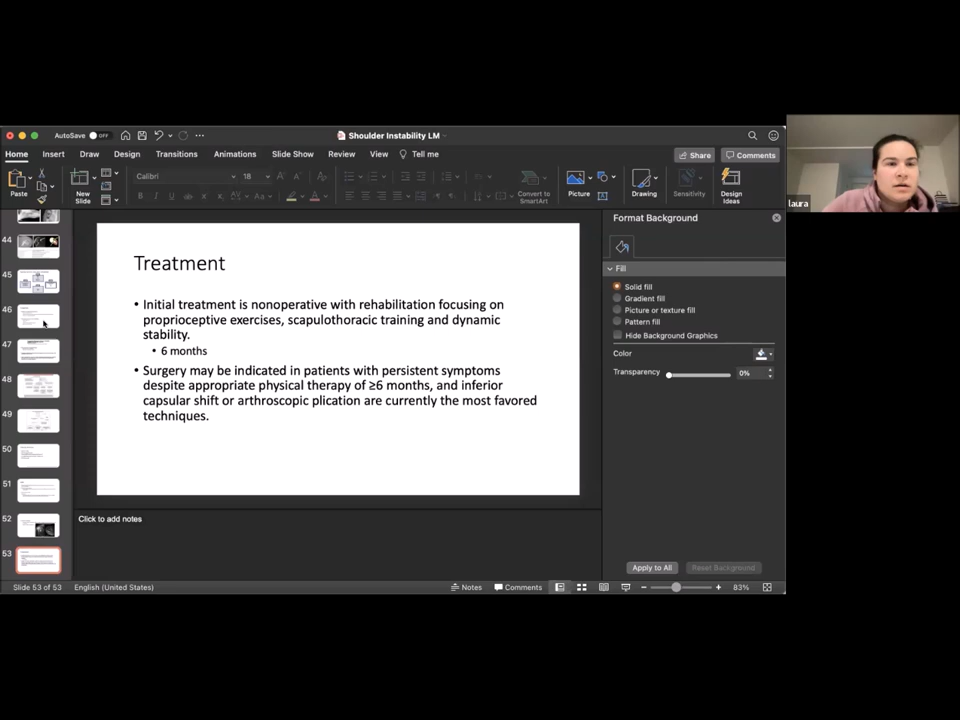 AutoSave OFF
Shoulder Instability LM
Home Insert Draw Design Transitions Animations Slide Show Review View Tell me
Share Comments
Paste
New
Slide
Calibri 18
Convert to
SmartArt
Picture
Drawing
Sensitivity
Design
Ideas
44
45
46
47
48
49
50
51
52
53
Treatment
• Initial treatment is nonoperative with rehabilitation focusing on
proprioceptive exercises, scapulothoracic training and dynamic
stability.
• 6 months
• Surgery may be indicated in patients with persistent symptoms
despite appropriate physical therapy of ≥6 months, and inferior
capsular shift or arthroscopic plication are currently the most favored
techniques.
Click to add notes
Format Background
Fill
Solid fill
Gradient fill
Picture or texture fill
Pattern fill
Hide Background Graphics
Color
Transparency 0%
Apply to All Reset Background
Slide 53 of 53 English (United States) Notes Comments 83%
laura